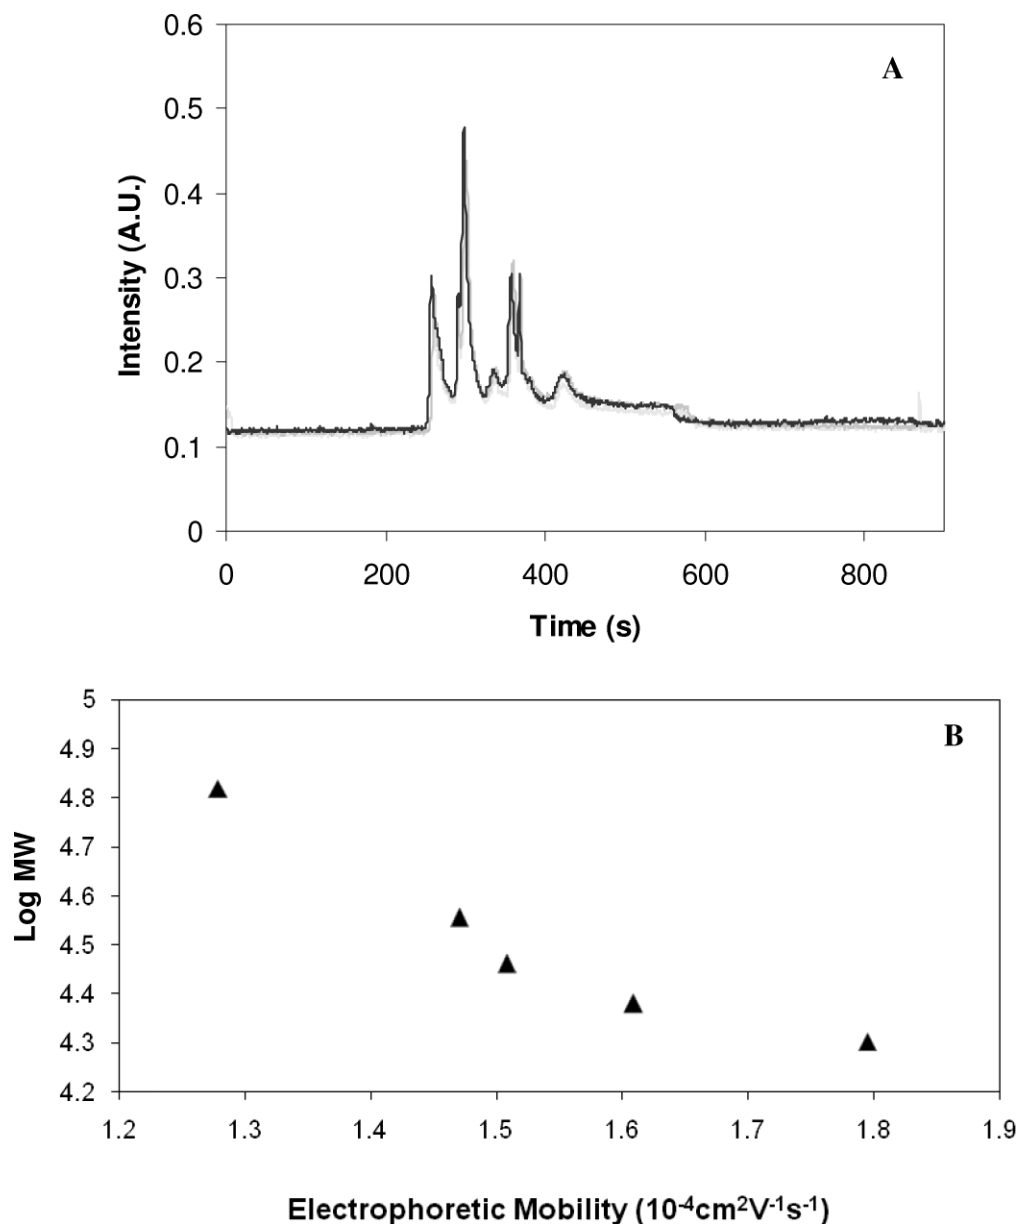 A
Intensity (A.U.)
0.6
0.5
0.4
0.3
0.2
0.1
0
0 200 400 600 800
Time (s)
B
Log MW
5
4.9
4.8
4.7
4.6
4.5
4.4
4.3
4.2
1.2 1.3 1.4 1.5 1.6 1.7 1.8 1.9
Electrophoretic Mobility (10⁻⁴cm²V⁻¹s⁻¹)